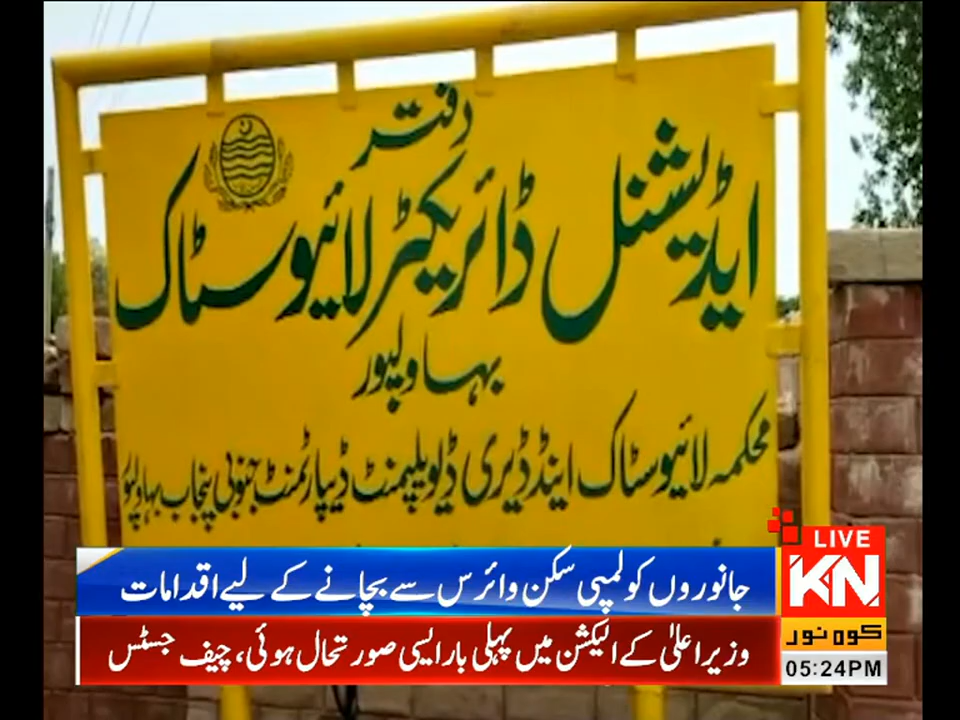 دفتر
ایڈیشنل ڈائریکٹر لائیوسٹاک
بہاولپور
محکمہ لائیوسٹاک اینڈ ڈیری ڈویلپمنٹ ڈیپارٹمنٹ جنوبی پنجاب بہاولپور
جانوروں کو لمپی سکن وائرس سے بچانے کے لیے اقدامات
وزیراعلیٰ کے الیکشن میں پہلی بار ایسی صورتحال ہوئی، چیف جسٹس
LIVE
KN
کوہ نور
05:24PM